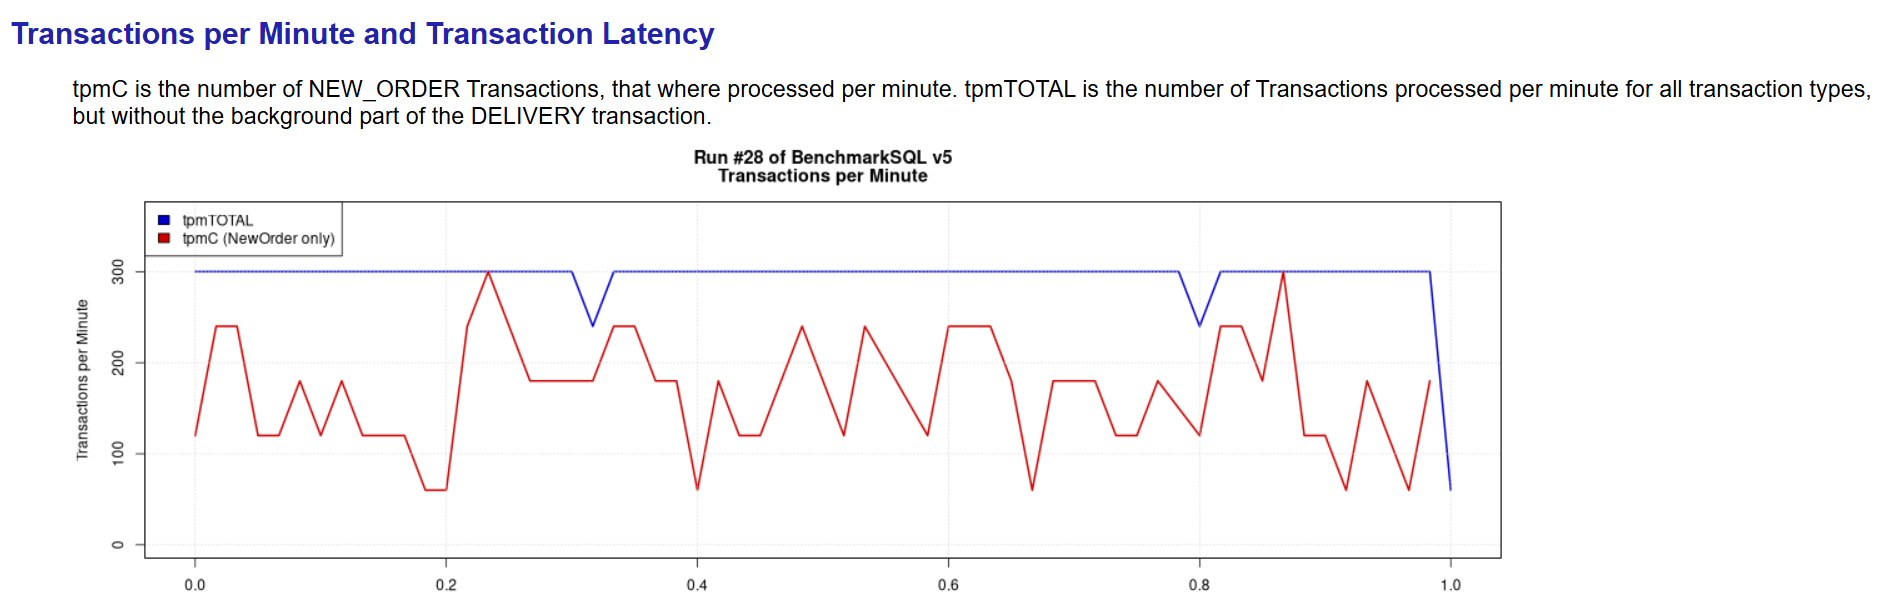 Transactions per Minute and Transaction Latency
tpmC is the number of NEW_ORDER Transactions, that where processed per minute. tpmTOTAL is the number of Transactions processed per minute for all transaction types,
but without the background part of the DELIVERY transaction.
Run #28 of BenchmarkSQL v5
Transactions per Minute
tpmTOTAL
tpmC (NewOrder only)
Transactions per Minute
300
200
100
0
0.0 0.2 0.4 0.6 0.8 1.0